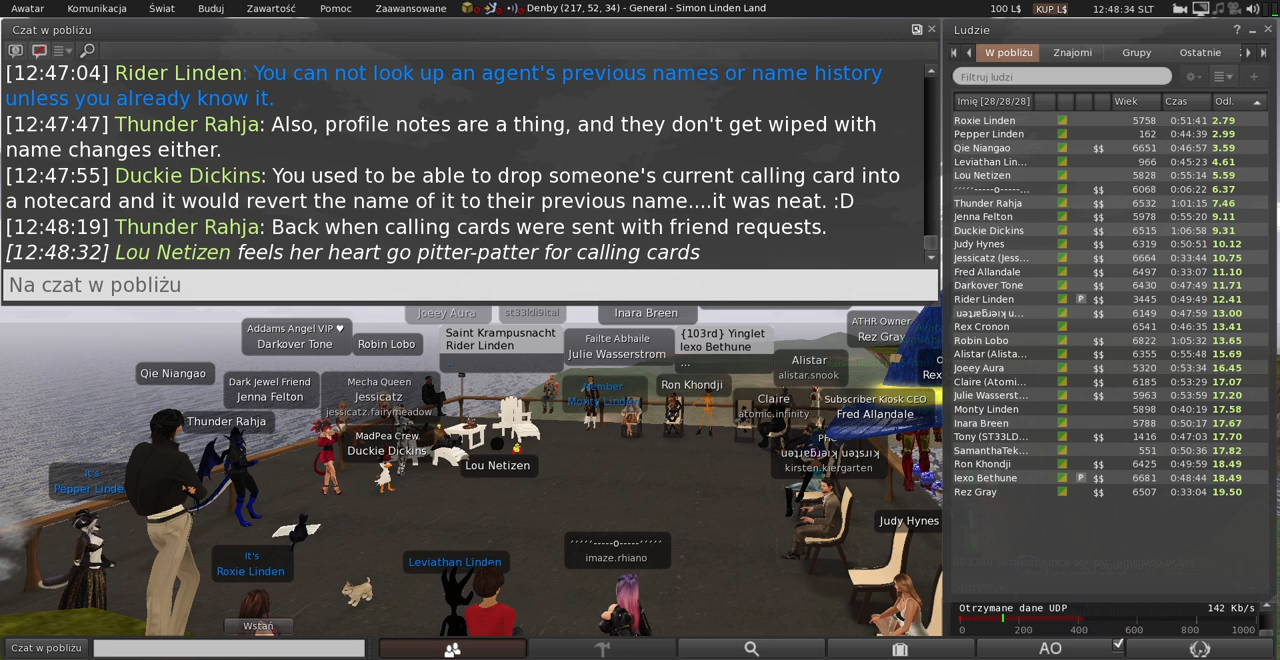 Awatar Komunikacja Świat Buduj Zawartość Pomoc Zaawansowane Denby (217, 52, 34) - General - Simon Linden Land 100 L$ KUP L$ 12:48:34 SLT
Czat w pobliżu
[12:47:04] Rider Linden: You can not look up an agent's previous names or name history
unless you already know it.
[12:47:47] Thunder Rahja: Also, profile notes are a thing, and they don't get wiped with
name changes either.
[12:47:55] Duckie Dickins: You used to be able to drop someone's current calling card into
a notecard and it would revert the name of it to their previous name....it was neat. :D
[12:48:19] Thunder Rahja: Back when calling cards were sent with friend requests.
[12:48:32] Lou Netizen feels her heart go pitter-patter for calling cards
Na czat w pobliżu
Joeey Aura
st33ldi9ital
Inara Breen
Addams Angel VIP ♥
Darkover Tone
Robin Lobo
Saint Krampusnacht
Rider Linden
Failte Abhaile
Julie Wasserstrom
{103rd} Yinglet
Iexo Bethune
...
ATHR Owner
Rez Gray
Alistar
alistar.snook
Qie Niangao
Dark Jewel Friend
Jenna Felton
Mecha Queen
Jessicatz
jessicatz.fairymeadow
Member
Monty Linden
Ron Khondji
Claire
atomic.infinity
Subscriber Kiosk CEO
Fred Allandale
Thunder Rahja
MadPea Crew
Duckie Dickins
Lou Netizen
kirsten.kiergarten
It's
Pepper Linde
Judy Hynes
It's
Roxie Linden
Leviathan Linden
imaze.rhiano
Wstań
Czat w pobliżu
Ludzie
W pobliżu Znajomi Grupy Ostatnie
Filtruj ludzi
Imię [28/28/28] Wiek Czas Odl.
Roxie Linden 5758 0:51:41 2.79
Pepper Linden 162 0:44:39 2.99
Qie Niangao $$ 6651 0:46:57 3.59
Leviathan Lin... 966 0:45:23 4.61
Lou Netizen 5828 0:55:14 5.59
$$ 6068 0:06:22 6.37
Thunder Rahja $$ 6532 1:01:15 7.46
Jenna Felton $$ 5978 0:55:20 9.11
Duckie Dickins $$ 6515 1:06:58 9.31
Judy Hynes $$ 6319 0:50:51 10.12
Jessicatz (Jess... $$ 6664 0:33:44 10.75
Fred Allandale $$ 6497 0:33:07 11.10
Darkover Tone $$ 6430 0:47:49 11.71
Rider Linden P $$ 3445 0:49:49 12.41
$$ 6149 0:47:59 13.00
Rex Cronon 6541 0:46:35 13.41
Robin Lobo $$ 6822 1:05:32 13.65
Alistar (Alista... $$ 6355 0:55:48 15.69
Joeey Aura $$ 5320 0:53:34 16.45
Claire (Atomi... $$ 6185 0:53:29 17.07
Julie Wasserst... $$ 5963 0:53:59 17.20
Monty Linden 5898 0:40:19 17.58
Inara Breen 5788 0:50:17 17.67
Tony (ST33LD... $$ 1416 0:47:03 17.70
SamanthaTek... 551 0:50:36 17.82
Ron Khondji $$ 6425 0:49:59 18.49
Iexo Bethune P $$ 6681 0:48:44 18.49
Rez Gray $$ 6507 0:33:04 19.50
Otrzymane dane UDP 142 Kb/s
0 200 400 600 800 1000
AO